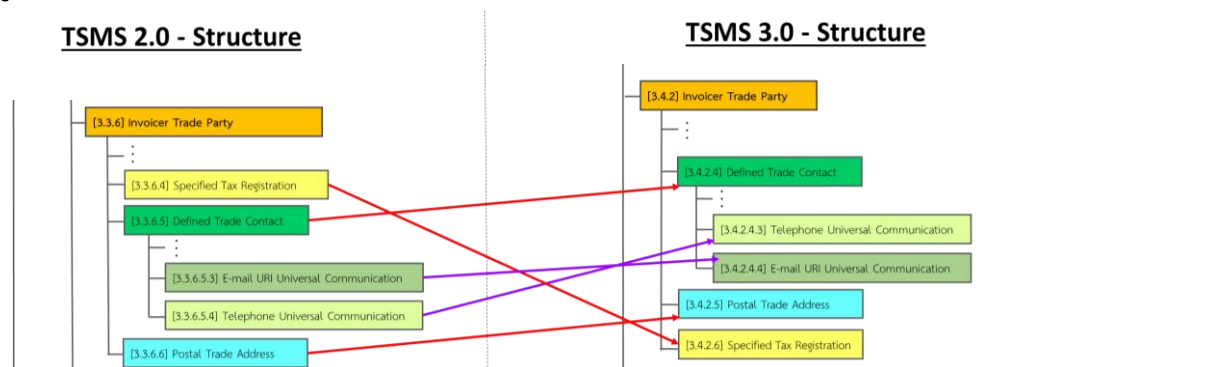 TSMS 2.0 - Structure
[3.3.6] Invoicer Trade Party
[3.3.6.4] Specified Tax Registration
[3.3.6.5] Defined Trade Contact
[3.3.6.5.3] E-mail URI Universal Communication
[3.3.6.5.4] Telephone Universal Communication
[3.3.6.6] Postal Trade Address
TSMS 3.0 - Structure
[3.4.2] Invoicer Trade Party
[3.4.2.4] Defined Trade Contact
[3.4.2.4.3] Telephone Universal Communication
[3.4.2.4.4] E-mail URI Universal Communication
[3.4.2.5] Postal Trade Address
[3.4.2.6] Specified Tax Registration